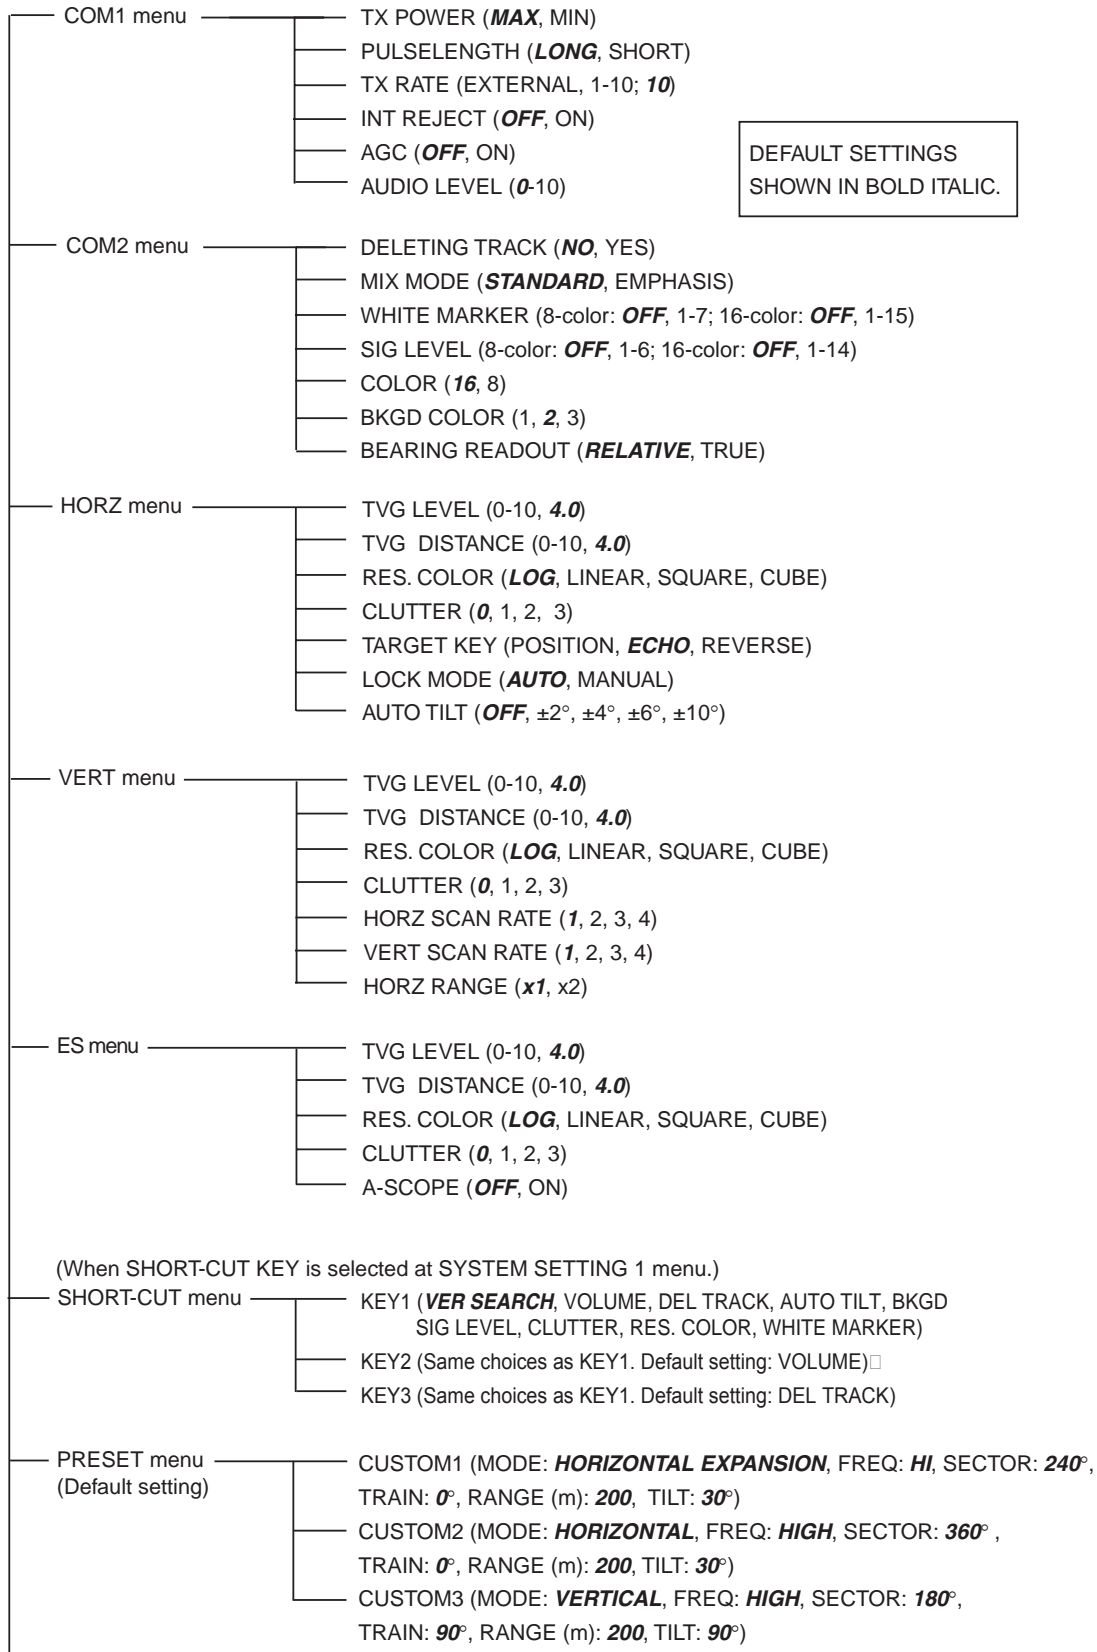 COM1 menu
TX POWER (MAX, MIN)
PULSELENGTH (LONG, SHORT)
TX RATE (EXTERNAL, 1-10; 10)
INT REJECT (OFF, ON)
AGC (OFF, ON)
AUDIO LEVEL (0-10)
DEFAULT SETTINGS
SHOWN IN BOLD ITALIC.
COM2 menu
DELETING TRACK (NO, YES)
MIX MODE (STANDARD, EMPHASIS)
WHITE MARKER (8-color: OFF, 1-7; 16-color: OFF, 1-15)
SIG LEVEL (8-color: OFF, 1-6; 16-color: OFF, 1-14)
COLOR (16, 8)
BKGD COLOR (1, 2, 3)
BEARING READOUT (RELATIVE, TRUE)
HORZ menu
TVG LEVEL (0-10, 4.0)
TVG DISTANCE (0-10, 4.0)
RES. COLOR (LOG, LINEAR, SQUARE, CUBE)
CLUTTER (0, 1, 2, 3)
TARGET KEY (POSITION, ECHO, REVERSE)
LOCK MODE (AUTO, MANUAL)
AUTO TILT (OFF, ±2°, ±4°, ±6°, ±10°)
VERT menu
TVG LEVEL (0-10, 4.0)
TVG DISTANCE (0-10, 4.0)
RES. COLOR (LOG, LINEAR, SQUARE, CUBE)
CLUTTER (0, 1, 2, 3)
HORZ SCAN RATE (1, 2, 3, 4)
VERT SCAN RATE (1, 2, 3, 4)
HORZ RANGE (x1, x2)
ES menu
TVG LEVEL (0-10, 4.0)
TVG DISTANCE (0-10, 4.0)
RES. COLOR (LOG, LINEAR, SQUARE, CUBE)
CLUTTER (0, 1, 2, 3)
A-SCOPE (OFF, ON)
(When SHORT-CUT KEY is selected at SYSTEM SETTING 1 menu.)
SHORT-CUT menu
KEY1 (VER SEARCH, VOLUME, DEL TRACK, AUTO TILT, BKGD
SIG LEVEL, CLUTTER, RES. COLOR, WHITE MARKER)
KEY2 (Same choices as KEY1. Default setting: VOLUME)□
KEY3 (Same choices as KEY1. Default setting: DEL TRACK)
PRESET menu
(Default setting)
CUSTOM1 (MODE: HORIZONTAL EXPANSION, FREQ: HI, SECTOR: 240°,
TRAIN: 0°, RANGE (m): 200, TILT: 30°)
CUSTOM2 (MODE: HORIZONTAL, FREQ: HIGH, SECTOR: 360° ,
TRAIN: 0°, RANGE (m): 200, TILT: 30°)
CUSTOM3 (MODE: VERTICAL, FREQ: HIGH, SECTOR: 180°,
TRAIN: 90°, RANGE (m): 200, TILT: 90°)